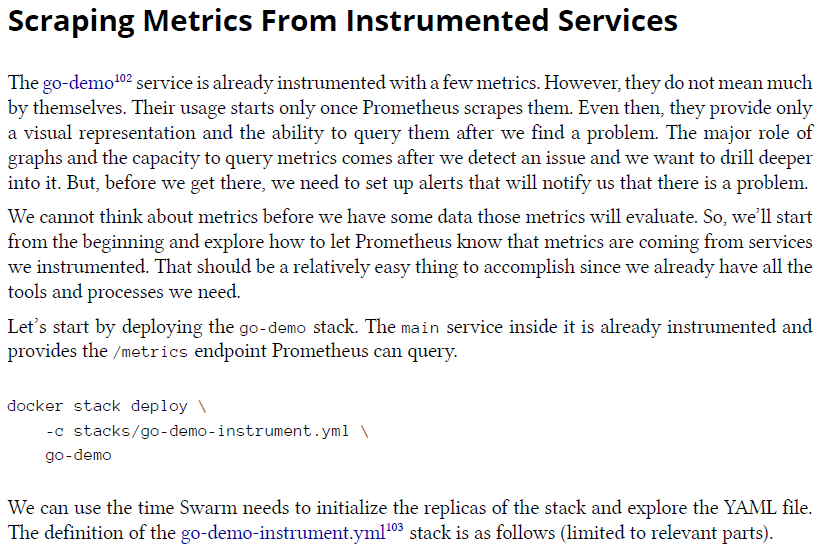 Scraping Metrics From Instrumented Services
The go-demo¹⁰² service is already instrumented with a few metrics. However, they do not mean much
by themselves. Their usage starts only once Prometheus scrapes them. Even then, they provide only
a visual representation and the ability to query them after we find a problem. The major role of
graphs and the capacity to query metrics comes after we detect an issue and we want to drill deeper
into it. But, before we get there, we need to set up alerts that will notify us that there is a problem.
We cannot think about metrics before we have some data those metrics will evaluate. So, we’ll start
from the beginning and explore how to let Prometheus know that metrics are coming from services
we instrumented. That should be a relatively easy thing to accomplish since we already have all the
tools and processes we need.
Let’s start by deploying the go-demo stack. The main service inside it is already instrumented and
provides the /metrics endpoint Prometheus can query.
docker stack deploy \
    -c stacks/go-demo-instrument.yml \
    go-demo
We can use the time Swarm needs to initialize the replicas of the stack and explore the YAML file.
The definition of the go-demo-instrument.yml¹⁰³ stack is as follows (limited to relevant parts).